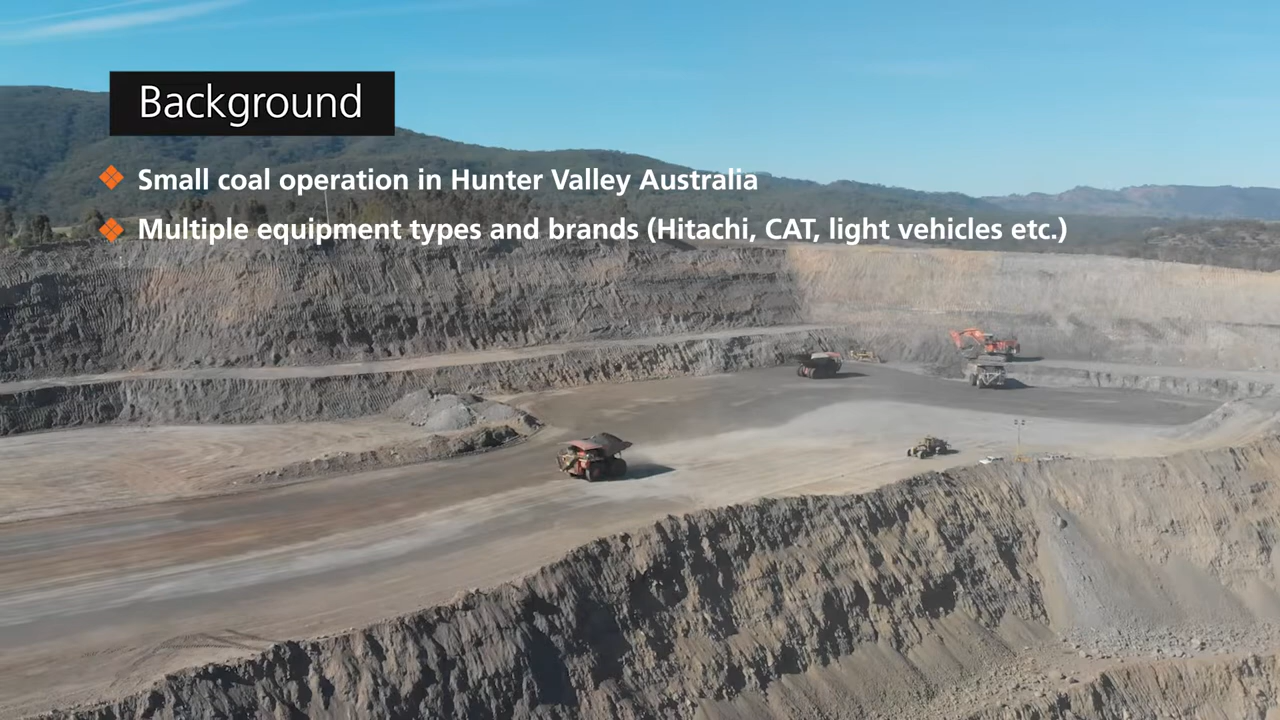 Background
Small coal operation in Hunter Valley Australia
Multiple equipment types and brands (Hitachi, CAT, light vehicles etc.)